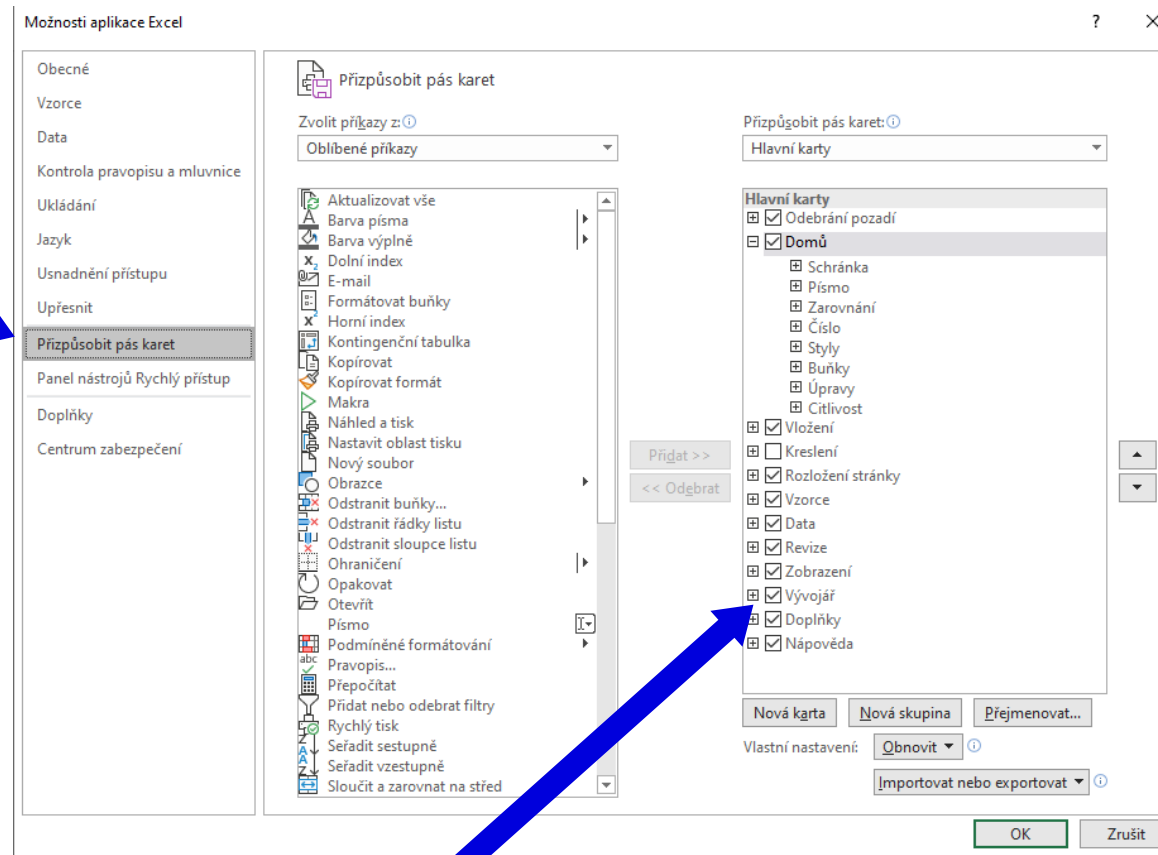 Možnosti aplikace Excel
?
Obecné
Vzorce
Data
Kontrola pravopisu a mluvnice
Ukládání
Jazyk
Usnadnění přístupu
Upřesnit
Přizpůsobit pás karet
Panel nástrojů Rychlý přístup
Doplňky
Centrum zabezpečení
Přizpůsobit pás karet
Zvolit příkazy z:
Oblíbené příkazy
Aktualizovat vše
Barva písma
Barva výplně
Dolní index
E-mail
Formátovat buňky
Horní index
Kontingenční tabulka
Kopírovat
Kopírovat formát
Makra
Náhled a tisk
Nastavit oblast tisku
Nový soubor
Obrazce
Odstranit buňky...
Odstranit řádky listu
Odstranit sloupce listu
Ohraničení
Opakovat
Otevřít
Písmo
Podmíněné formátování
Pravopis...
Přepočítat
Přidat nebo odebrat filtry
Rychlý tisk
Seřadit sestupně
Seřadit vzestupně
Sloučit a zarovnat na střed
Přidat >>
<< Odebrat
Přizpůsobit pás karet:
Hlavní karty
Hlavní karty
Odebrání pozadí
Domů
Schránka
Písmo
Zarovnání
Číslo
Styly
Buňky
Úpravy
Citlivost
Vložení
Kreslení
Rozložení stránky
Vzorce
Data
Revize
Zobrazení
Vývojář
Doplňky
Nápověda
Nová karta Nová skupina Přejmenovat...
Vlastní nastavení: Obnovit
Importovat nebo exportovat
OK Zrušit